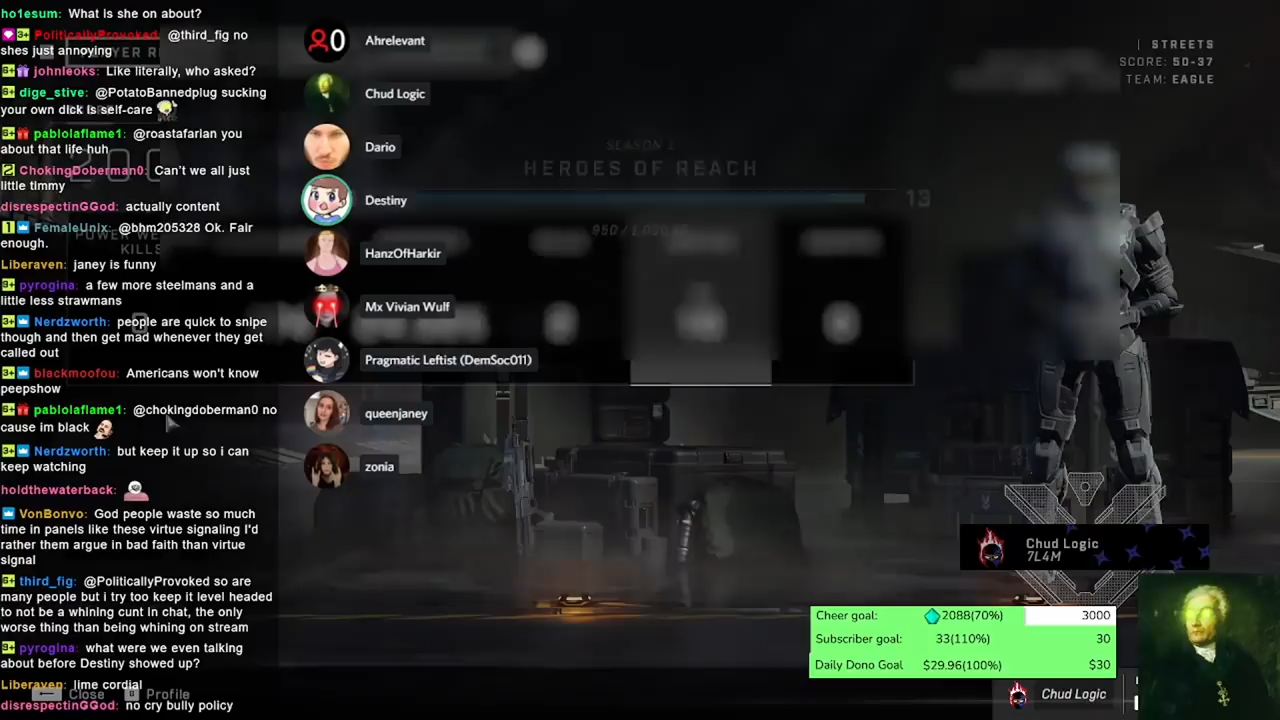 ho1esum: What is she on about?
PoliticallyProvoked: @third_fig no
shes just annoying
johnleoks: Like literally, who asked?
dige_stive: @PotatoBannedplug sucking
your own dick is self-care
pablolaflame1: @roastafarian you
about that life huh
ChokingDoberman0: Can't we all just
little timmy
disrespectinGGod: actually content
FemaleUnix: @bhm205328 Ok. Fair
enough.
Liberaven: janey is funny
pyrogina: a few more steelmans and a
little less strawmans
Nerdzworth: people are quick to snipe
though and then get mad whenever they get
called out
blackmoofou: Americans won't know
peepshow
pablolaflame1: @chokingdoberman0 no
cause im black
Nerdzworth: but keep it up so i can
keep watching
holdthewaterback:
VonBonvo: God people waste so much
time in panels like these virtue signaling I'd
rather them argue in bad faith than virtue
signal
third_fig: @PoliticallyProvoked so are
many people but i try too keep it level headed
to not be a whining cunt in chat, the only
worse thing than being whining on stream
pyrogina: what were we even talking
about before Destiny showed up?
Liberaven: lime cordial
disrespectinGGod: no cry bully policy
Close
Profile
KILLS
0
Ahrelevant
Chud Logic
Dario
Destiny
HanzOfHarkir
Mx Vivian Wulf
Pragmatic Leftist (DemSoc011)
queenjaney
zonia
HEROES OF REACH
13
STREETS
SCORE: 50-37
TEAM: EAGLE
Chud Logic
7L4M
Cheer goal: 2088(70%) 3000
Subscriber goal: 33(110%) 30
Daily Dono Goal $29.96(100%) $30
Chud Logic